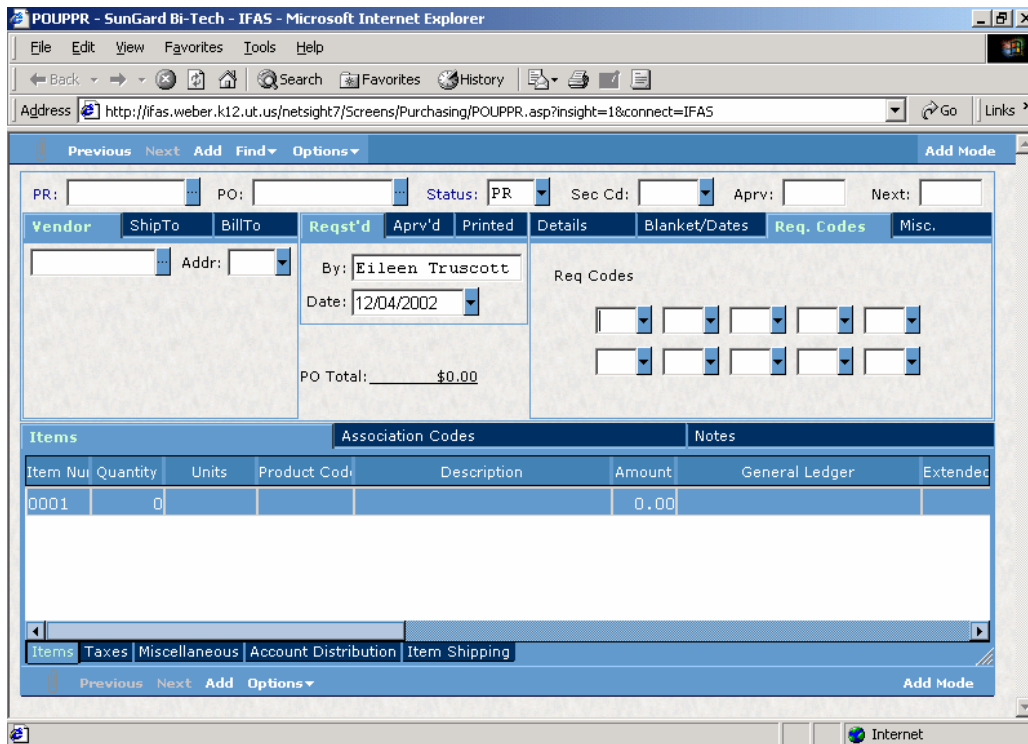 POUPPR - SunGard Bi-Tech - IFAS - Microsoft Internet Explorer
File Edit View Favorites Tools Help
Back Search Favorites History
Address http://ifas.weber.k12.ut.us/netsight7/Screens/Purchasing/POUPPR.asp?insight=1&connect=IFAS Go Links
Previous Next Add Find Options Add Mode
PR: PO: Status: PR Sec Cd: Aprv: Next:
Vendor ShipTo BillTo Reqst'd Aprv'd Printed Details Blanket/Dates Req. Codes Misc.
Addr: By: Eileen Truscott Req Codes
Date: 12/04/2002
PO Total: $0.00
Items Association Codes Notes
Item Nu Quantity Units Product Cod Description Amount General Ledger Extended
0001 0 0.00
Items Taxes Miscellaneous Account Distribution Item Shipping
Previous Next Add Options Add Mode
Internet